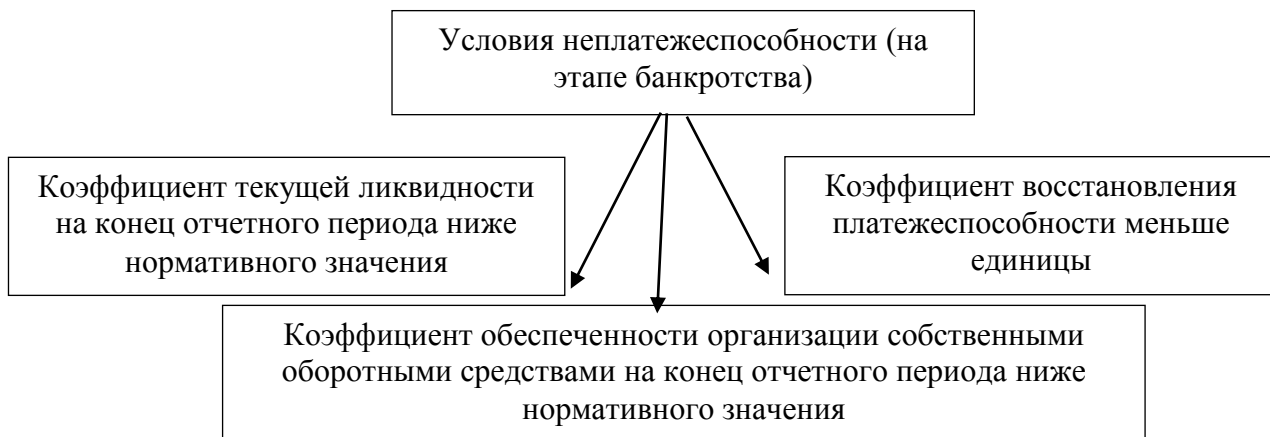 Условия неплатежеспособности (на
этапе банкротства)
Коэффициент текущей ликвидности
на конец отчетного периода ниже
нормативного значения
Коэффициент восстановления
платежеспособности меньше
единицы
Коэффициент обеспеченности организации собственными
оборотными средствами на конец отчетного периода ниже
нормативного значения